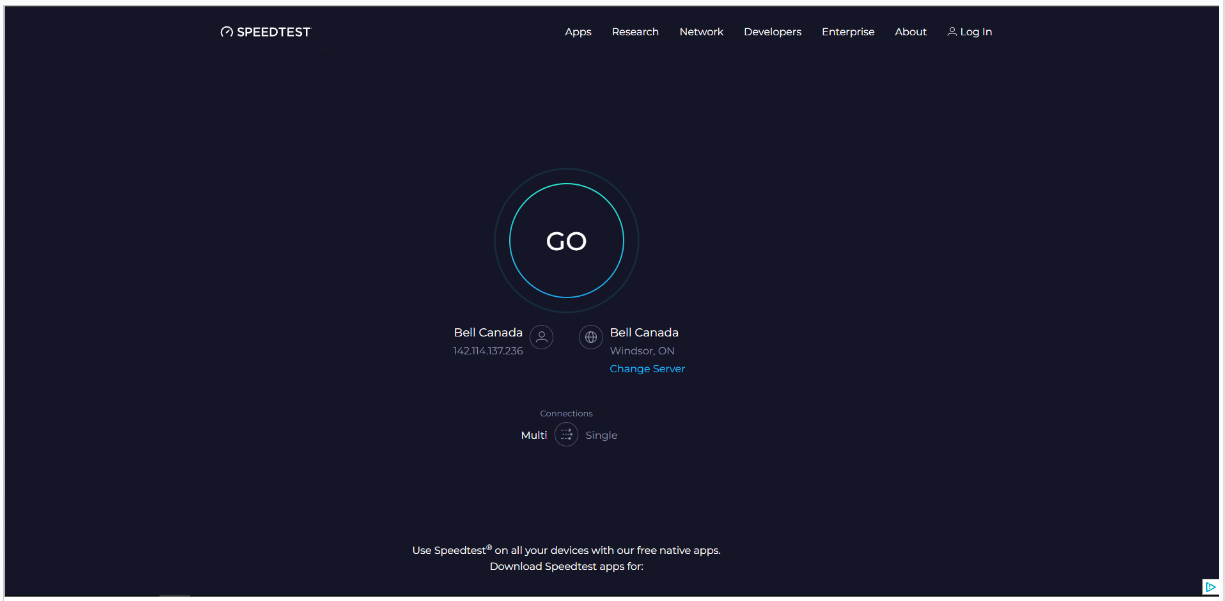 SPEEDTEST
Apps Research Network Developers Enterprise About Log In
GO
Bell Canada
142.114.137.236
Bell Canada
Windsor, ON
Change Server
Connections
Multi Single
Use Speedtest® on all your devices with our free native apps.
Download Speedtest apps for: